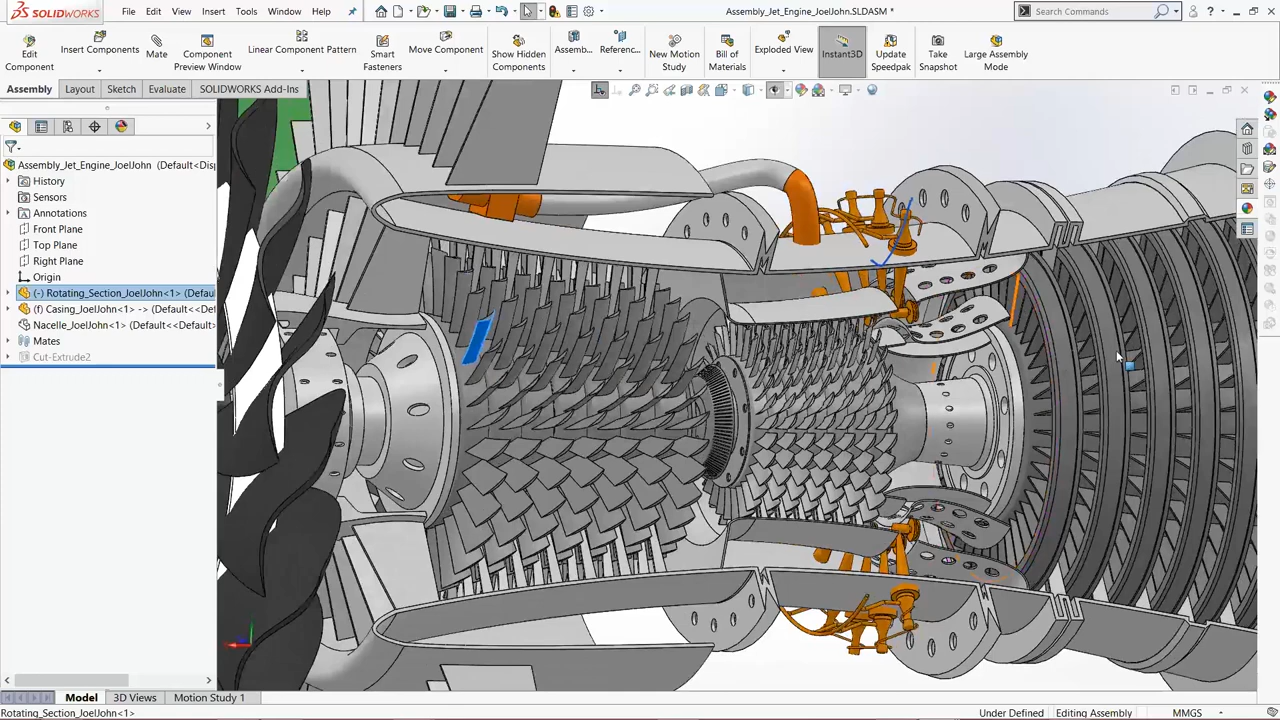 SOLIDWORKS
File
Edit
View
Insert
Tools
Window
Help
Assembly_Jet_Engine_JoelJohn.SLDASM *
Search Commands
Edit
Component
Insert Components
Mate
Component
Preview Window
Linear Component Pattern
Smart
Fasteners
Move Component
Show Hidden
Components
Assemb...
Referenc...
New Motion
Study
Bill of
Materials
Exploded View
Instant3D
Update
Speedpak
Take
Snapshot
Large Assembly
Mode
Assembly
Layout
Sketch
Evaluate
SOLIDWORKS Add-Ins
Assembly_Jet_Engine_JoelJohn (Default<Disp
History
Sensors
Annotations
Front Plane
Top Plane
Right Plane
Origin
(-) Rotating_Section_JoelJohn<1> (Defau
(f) Casing_JoelJohn<1> -> (Default<<Def
Nacelle_JoelJohn<1> (Default<<Default
Mates
Cut-Extrude2
Model
3D Views
Motion Study 1
Rotating_Section_JoelJohn<1>
Under Defined
Editing Assembly
MMGS